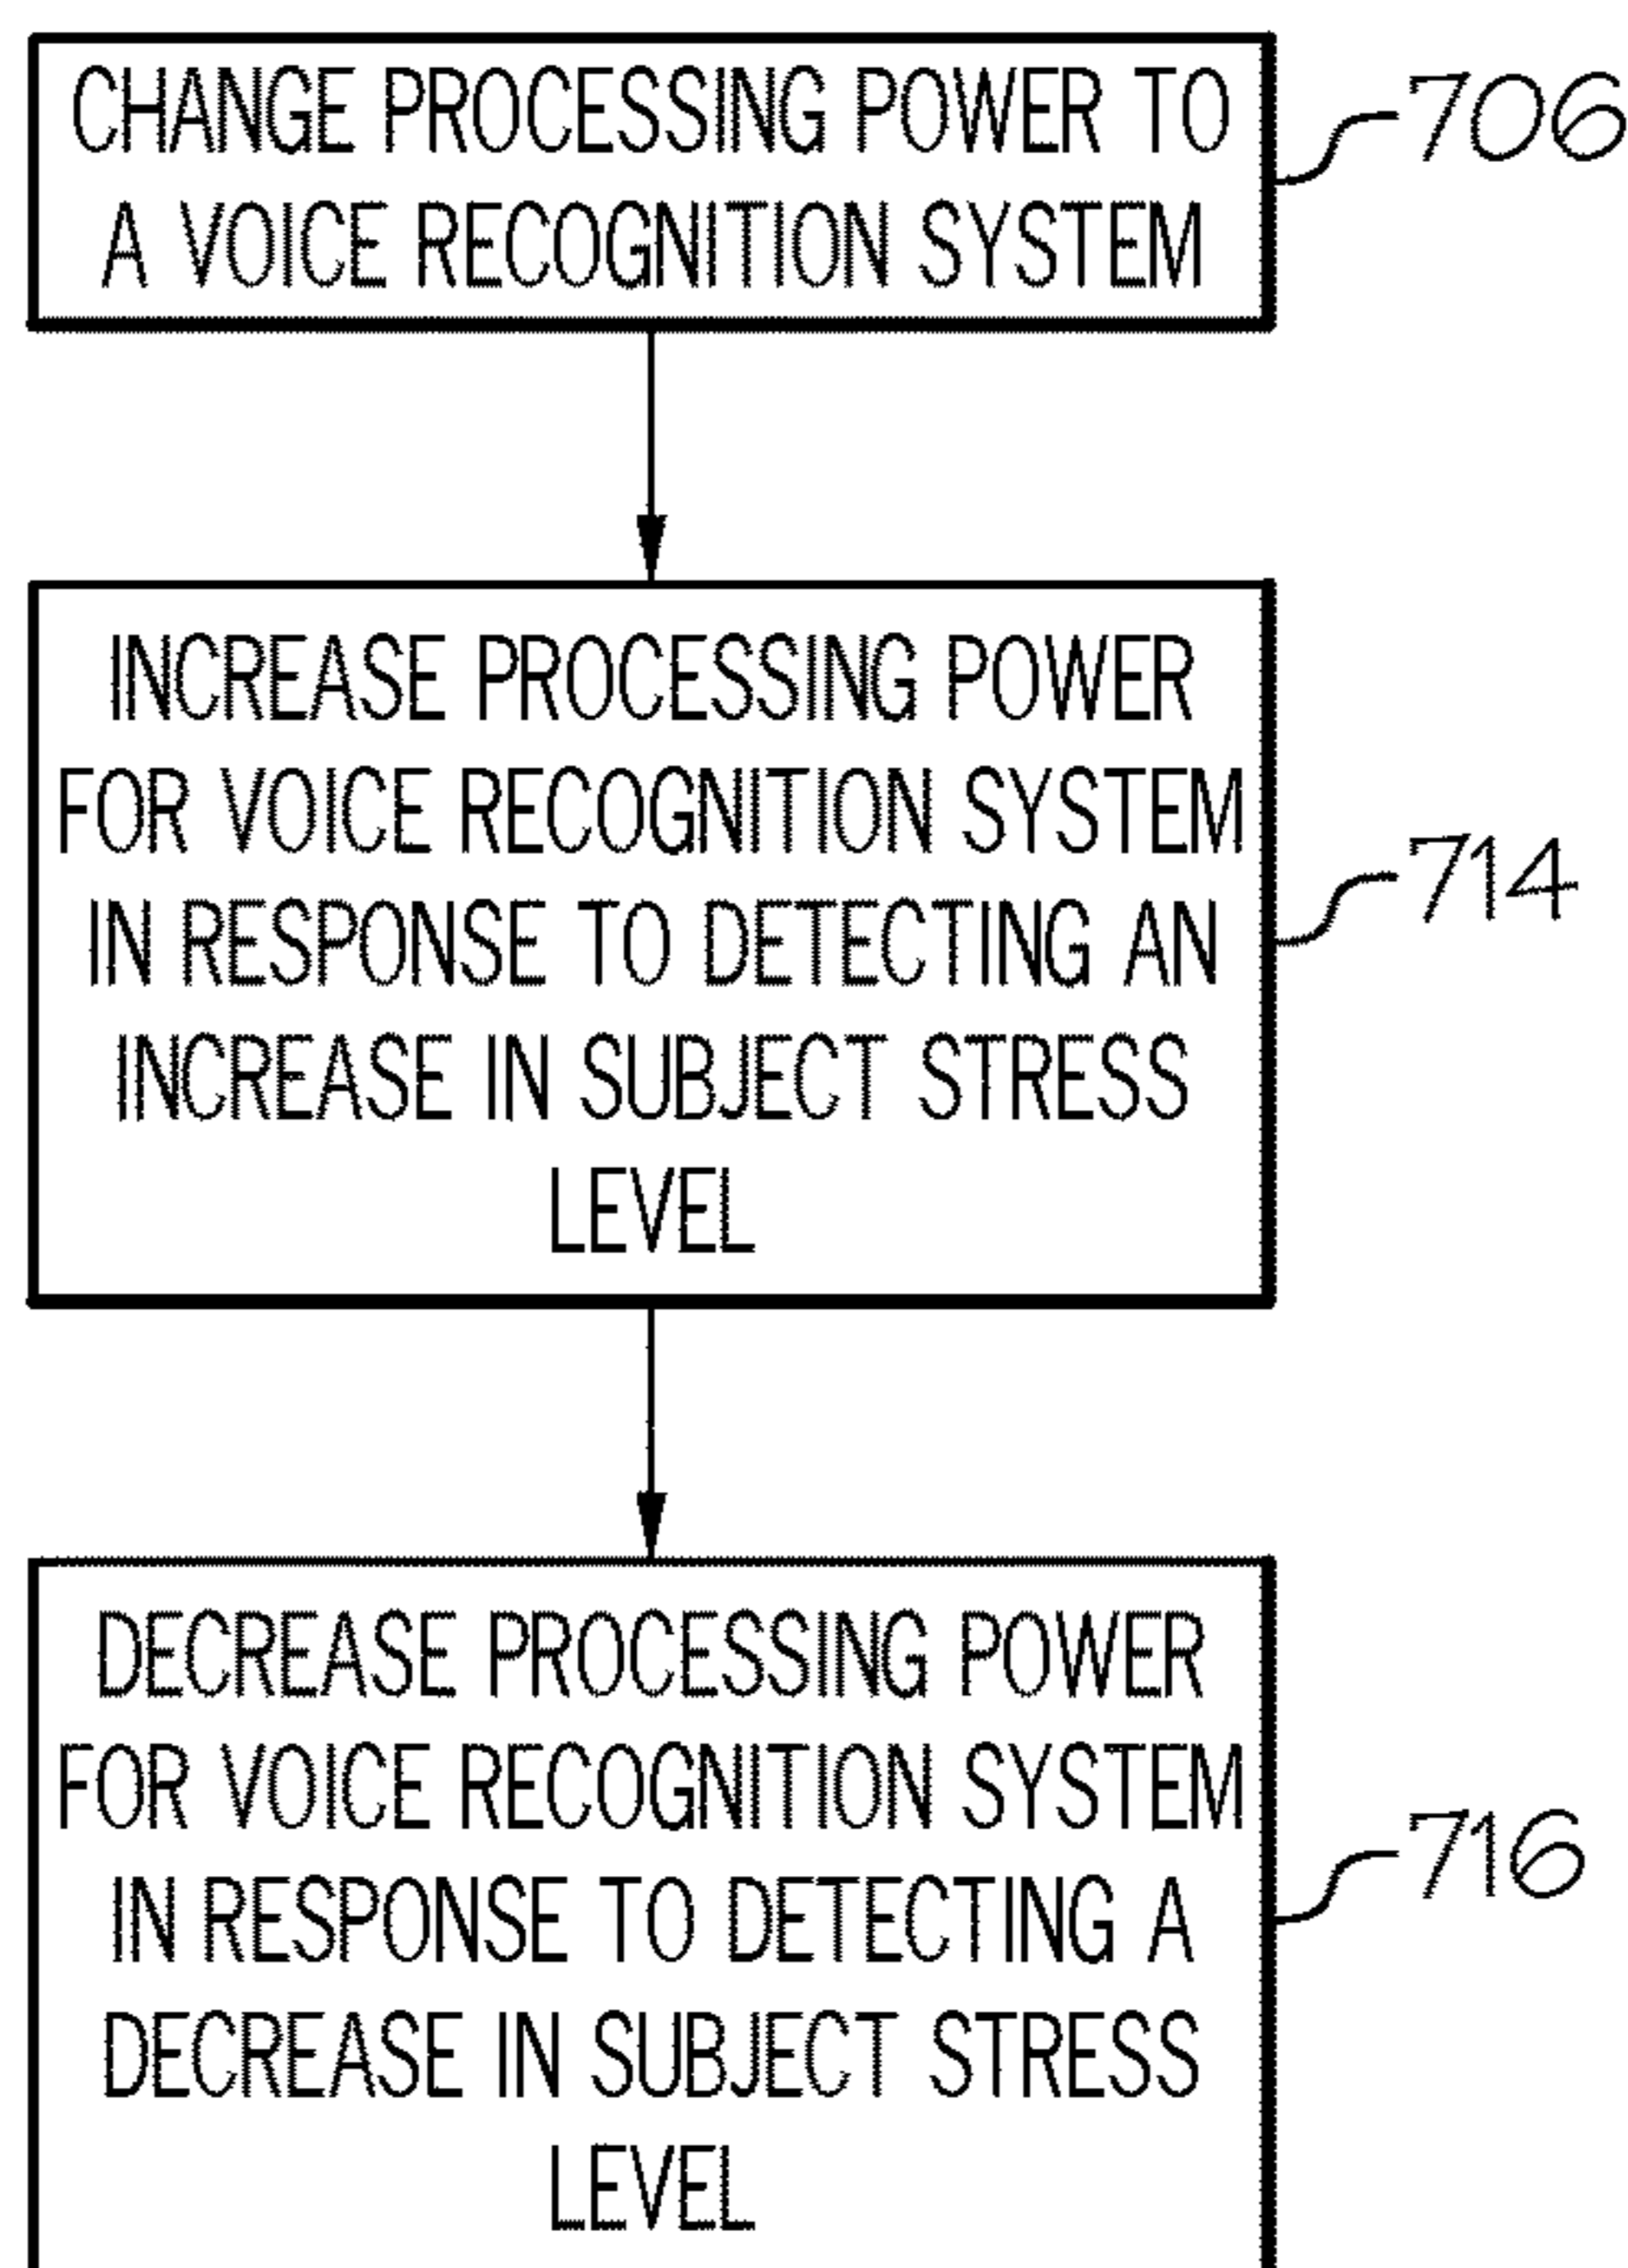 CHANGE PROCESSING POWER TO
A VOICE RECOGNITION SYSTEM
706
INCREASE PROCESSING POWER
FOR VOICE RECOGNITION SYSTEM
IN RESPONSE TO DETECTING AN
INCREASE IN SUBJECT STRESS
LEVEL
714
DECREASE PROCESSING POWER
FOR VOICE RECOGNITION SYSTEM
IN RESPONSE TO DETECTING A
DECREASE IN SUBJECT STRESS
LEVEL
716